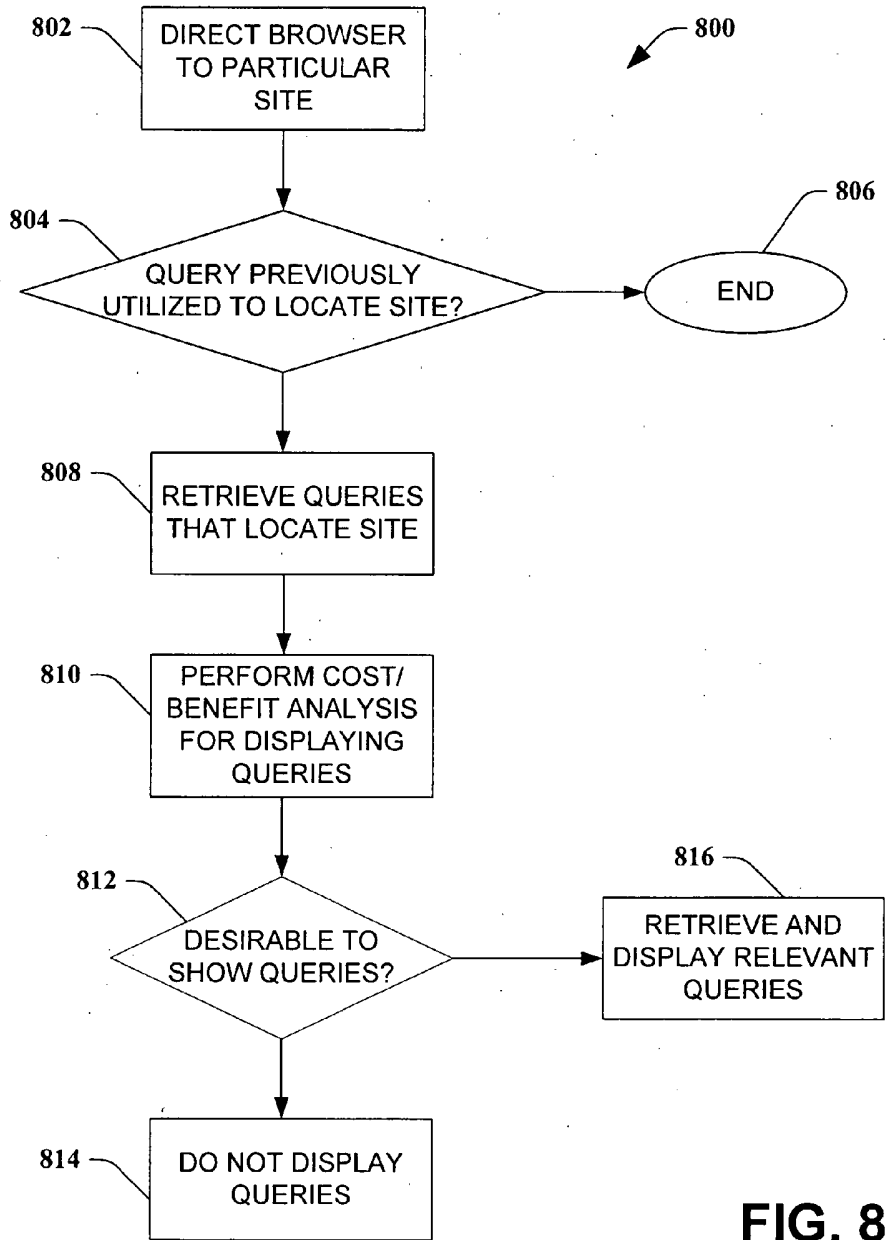 802
DIRECT BROWSER
TO PARTICULAR
SITE
800
804
QUERY PREVIOUSLY
UTILIZED TO LOCATE SITE?
806
END
808
RETRIEVE QUERIES
THAT LOCATE SITE
810
PERFORM COST/
BENEFIT ANALYSIS
FOR DISPLAYING
QUERIES
812
DESIRABLE TO
SHOW QUERIES?
816
RETRIEVE AND
DISPLAY RELEVANT
QUERIES
814
DO NOT DISPLAY
QUERIES
FIG. 8